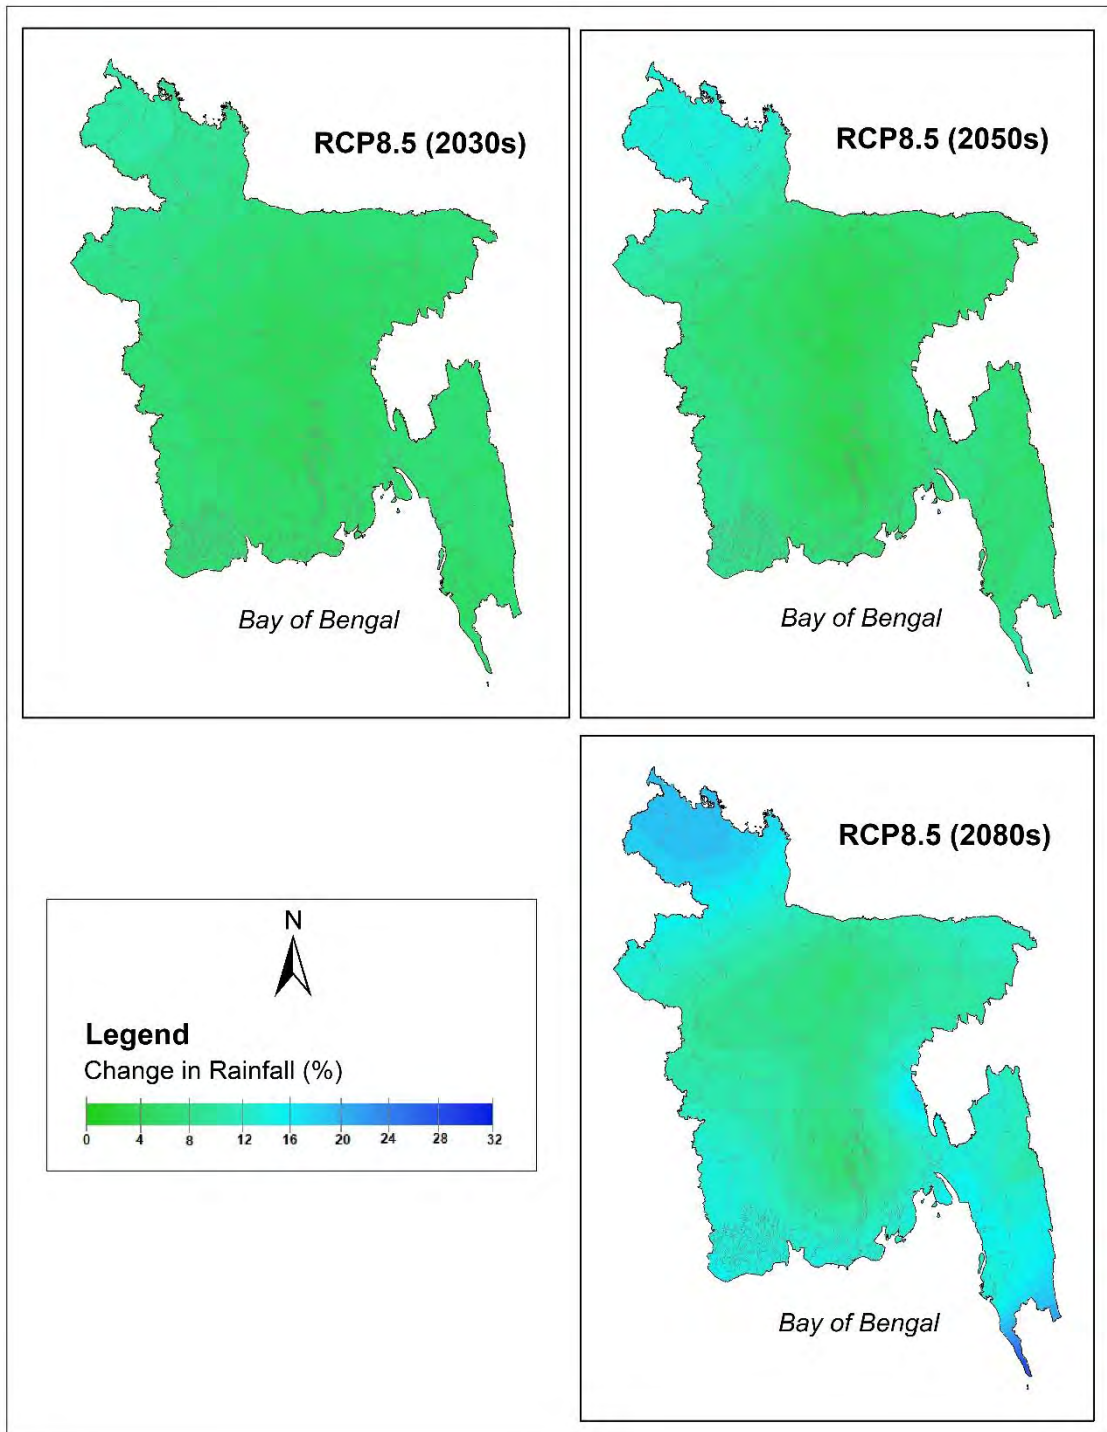 RCP8.5 (2030s)
Bay of Bengal
RCP8.5 (2050s)
Bay of Bengal
N
Legend
Change in Rainfall (%)
0 4 8 12 16 20 24 28 32
RCP8.5 (2080s)
Bay of Bengal